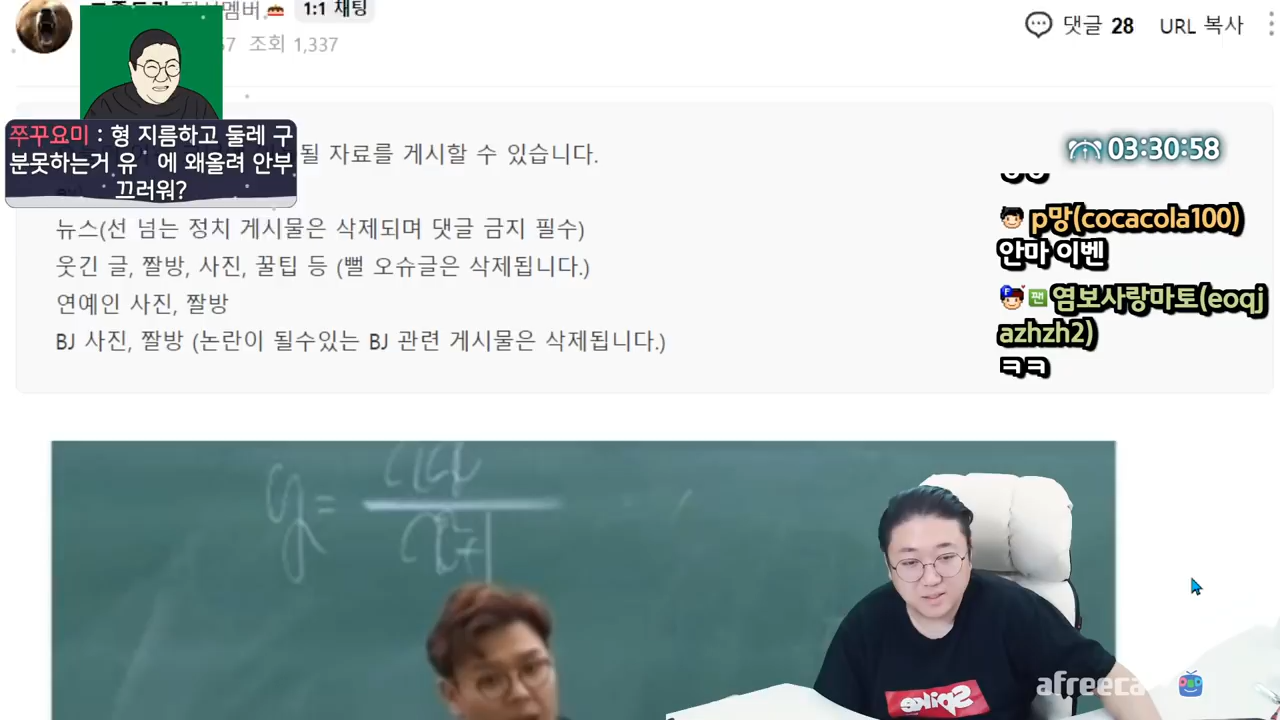 멤버
1:1 채팅
조회 1,337
댓글 28
URL 복사
쭈꾸요미 : 형 지름하고 둘레 구
분못하는거 유 에 왜올려 안부
끄러워?
될 자료를 게시할 수 있습니다.
뉴스(선 넘는 정치 게시물은 삭제되며 댓글 금지 필수)
웃긴 글, 짤방, 사진, 꿀팁 등 (뻘 오슈글은 삭제됩니다.)
연예인 사진, 짤방
BJ 사진, 짤방 (논란이 될수있는 BJ 관련 게시물은 삭제됩니다.)
03:30:58
p망(cocacola100)
안마 이벤
팬 염보사랑마토(eoqj
azhzh2)
ㅋㅋ
y=
Spike
afreeca